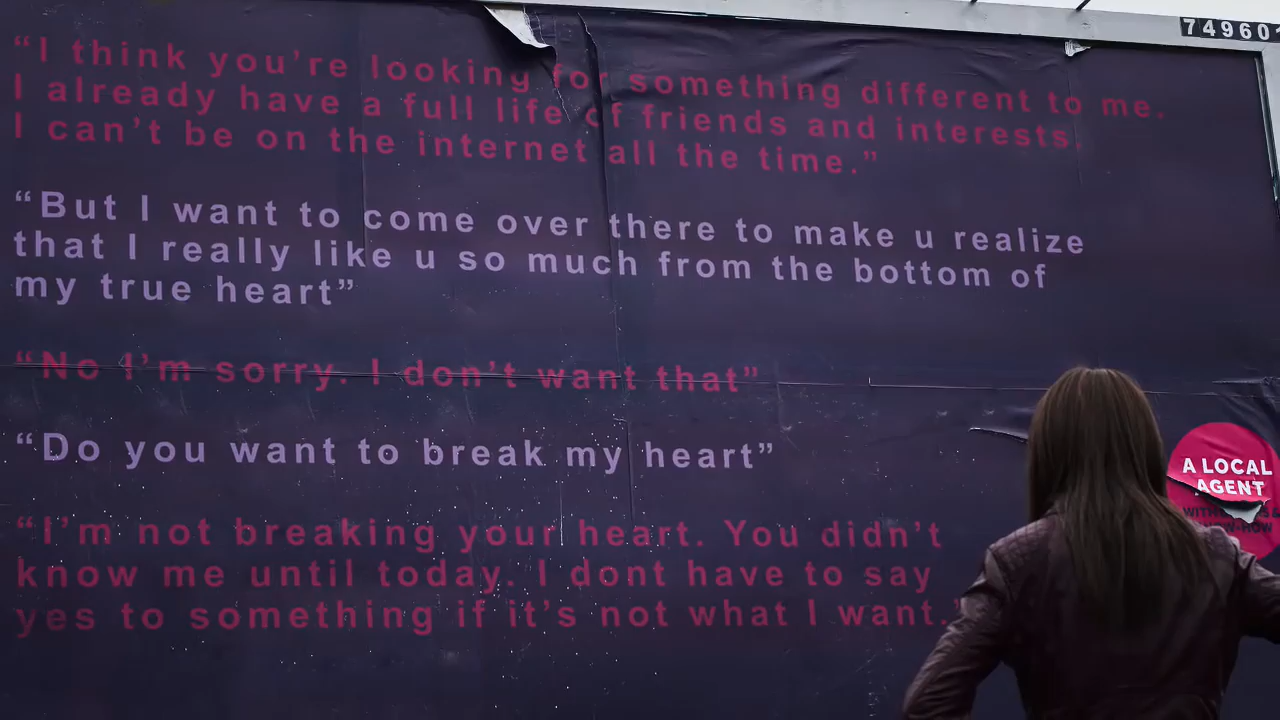 749601
“I think you’re looking for something different to me.
I already have a full life of friends and interests.
I can’t be on the internet all the time.”
“But I want to come over there to make u realize
that I really like u so much from the bottom of
my true heart”
“No I’m sorry. I don’t want that”
“Do you want to break my heart”
“I’m not breaking your heart. You didn’t
know me until today. I dont have to say
yes to something if it’s not what I want.”
A LOCAL
AGENT